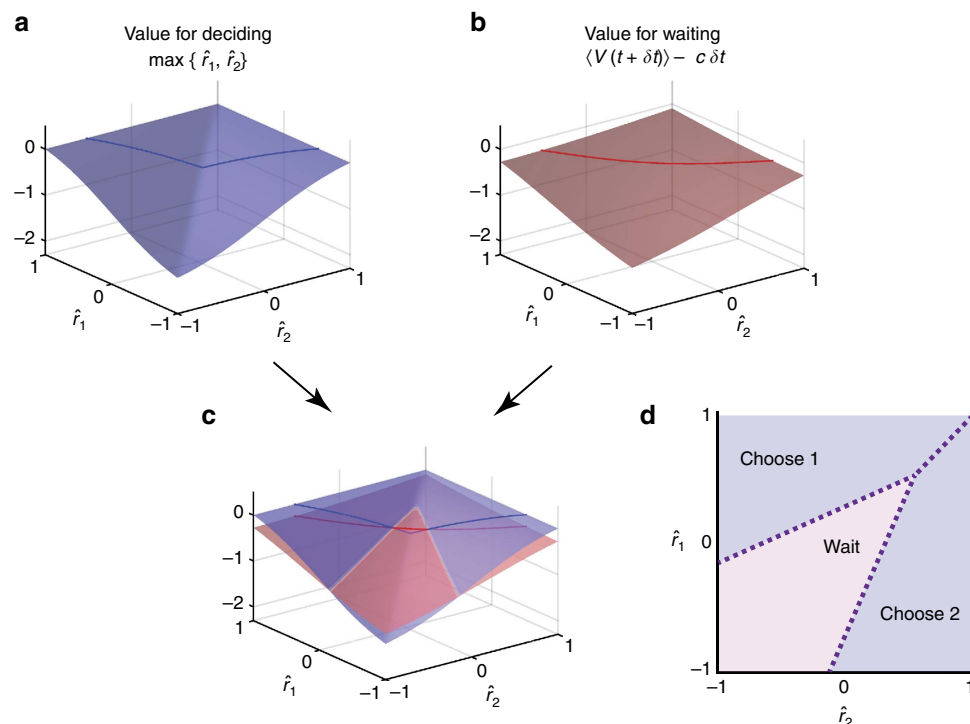 a
Value for deciding
max { r̂1, r̂2}
0
−1
−2
1
0
−1
−1
0
1
r̂1
r̂2
b
Value for waiting
⟨V (t + δt)⟩ − c δt
0
−1
−2
1
0
−1
−1
0
1
r̂1
r̂2
c
0
−1
−2
1
0
−1
−1
0
1
r̂1
r̂2
d
1
Choose 1
r̂1
0
Wait
Choose 2
−1
−1
0
1
r̂2